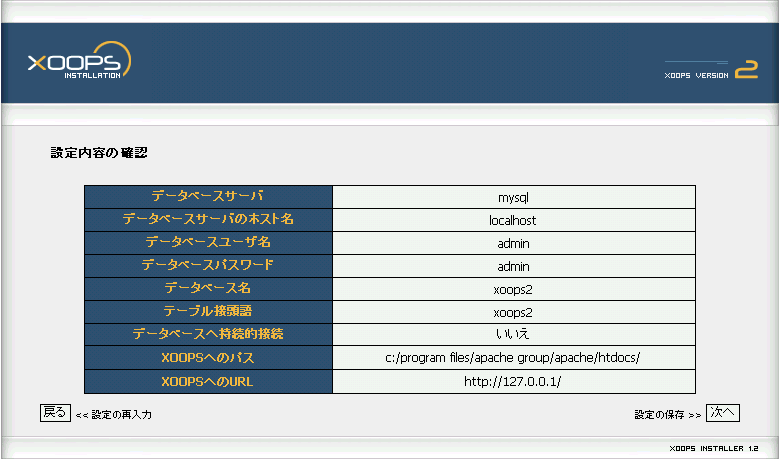 XOOPS
INSTALLATION
XOOPS VERSION 2
設定内容の確認
データベースサーバ mysql
データベースサーバのホスト名 localhost
データベースユーザ名 admin
データベースパスワード admin
データベース名 xoops2
テーブル接頭語 xoops2
データベースへ持続的接続 いいえ
XOOPSへのパス c:/program files/apache group/apache/htdocs/
XOOPSへのURL http://127.0.0.1/
戻る << 設定の再入力 設定の保存 >> 次へ
XOOPS INSTALLER 1.2